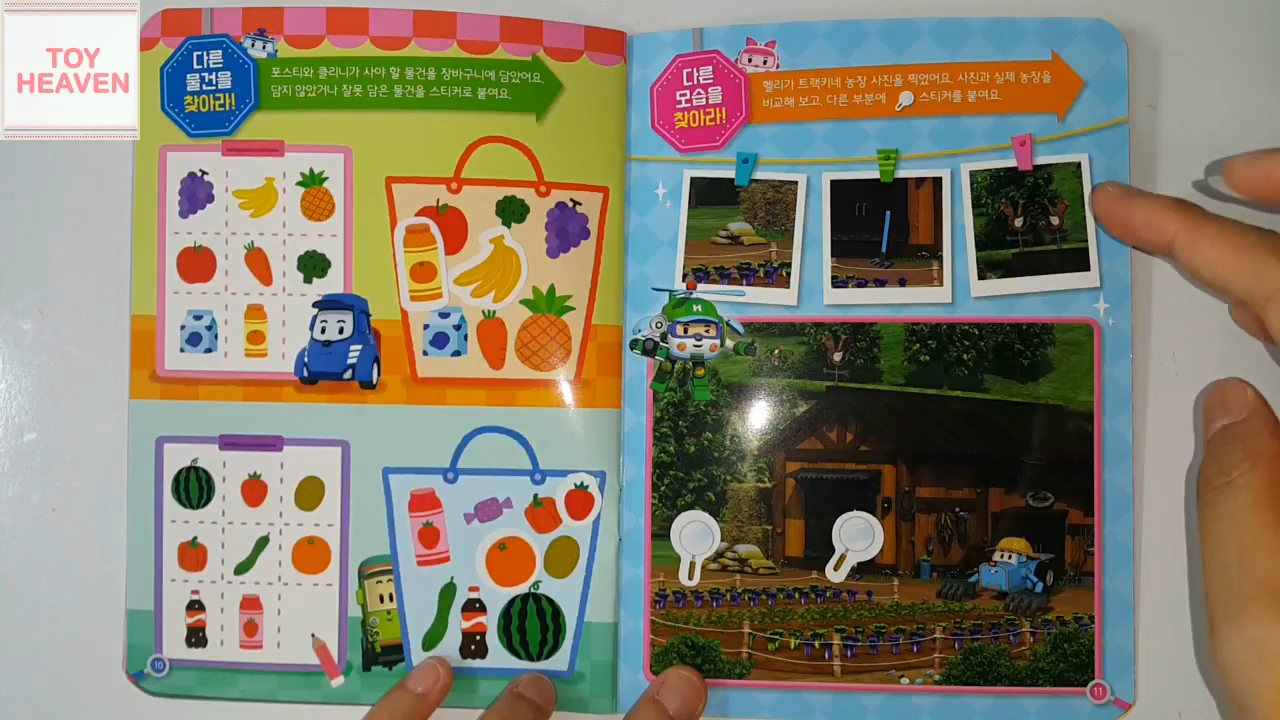 TOY
HEAVEN
다른
물건을
찾아라!
포스티와 클리니가 사야 할 물건을 장바구니에 담았어요.
담지 않았거나 잘못 담은 물건을 스티커로 붙여요.
다른
모습을
찾아라!
헬리가 트랙키네 농장 사진을 찍었어요. 사진과 실제 농장을
비교해 보고, 다른 부분에 스티커를 붙여요.
H
10
11